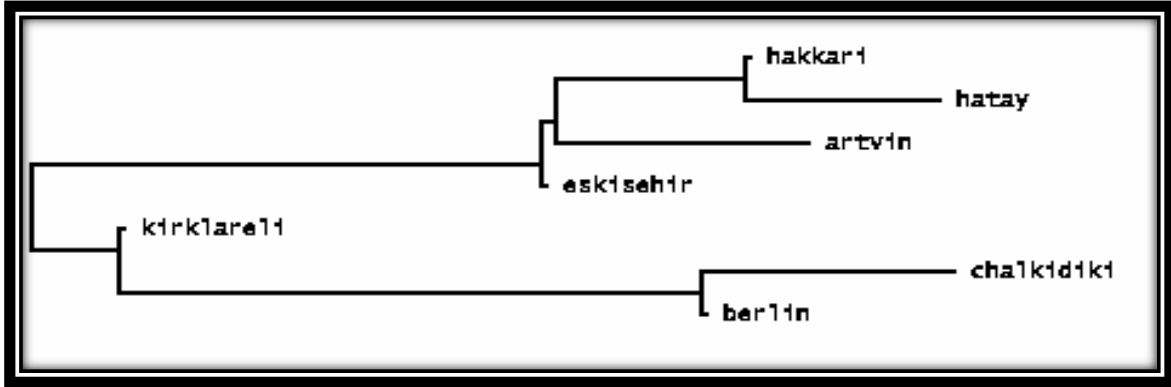 hakkari
hatay
artvin
eskisehir
kirklareli
chalkidiki
berlin